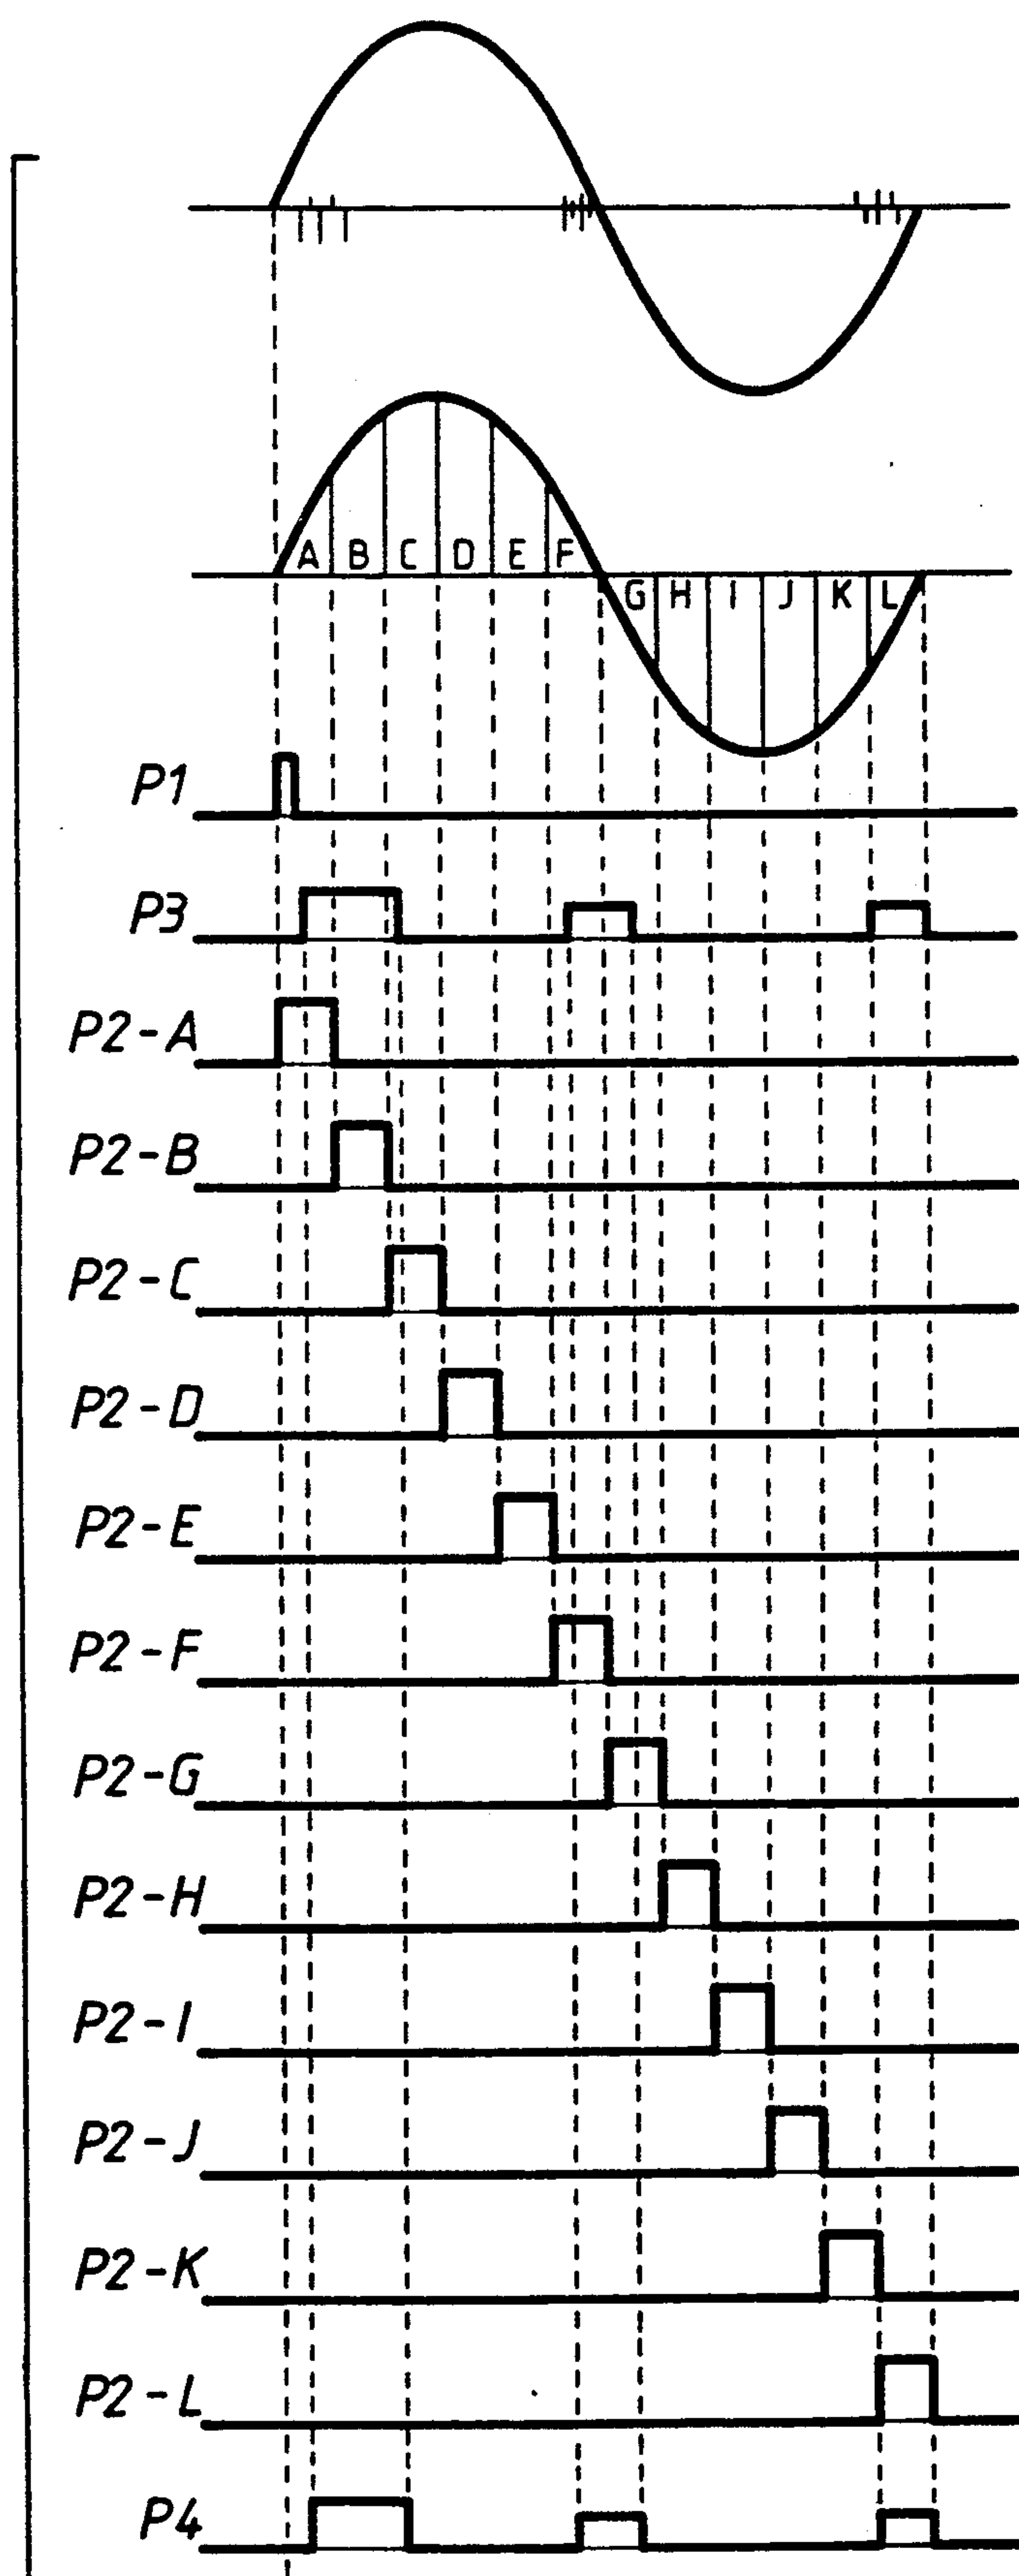 A B C D E F
G H I J K L
P1
P3
P2-A
P2-B
P2-C
P2-D
P2-E
P2-F
P2-G
P2-H
P2-I
P2-J
P2-K
P2-L
P4